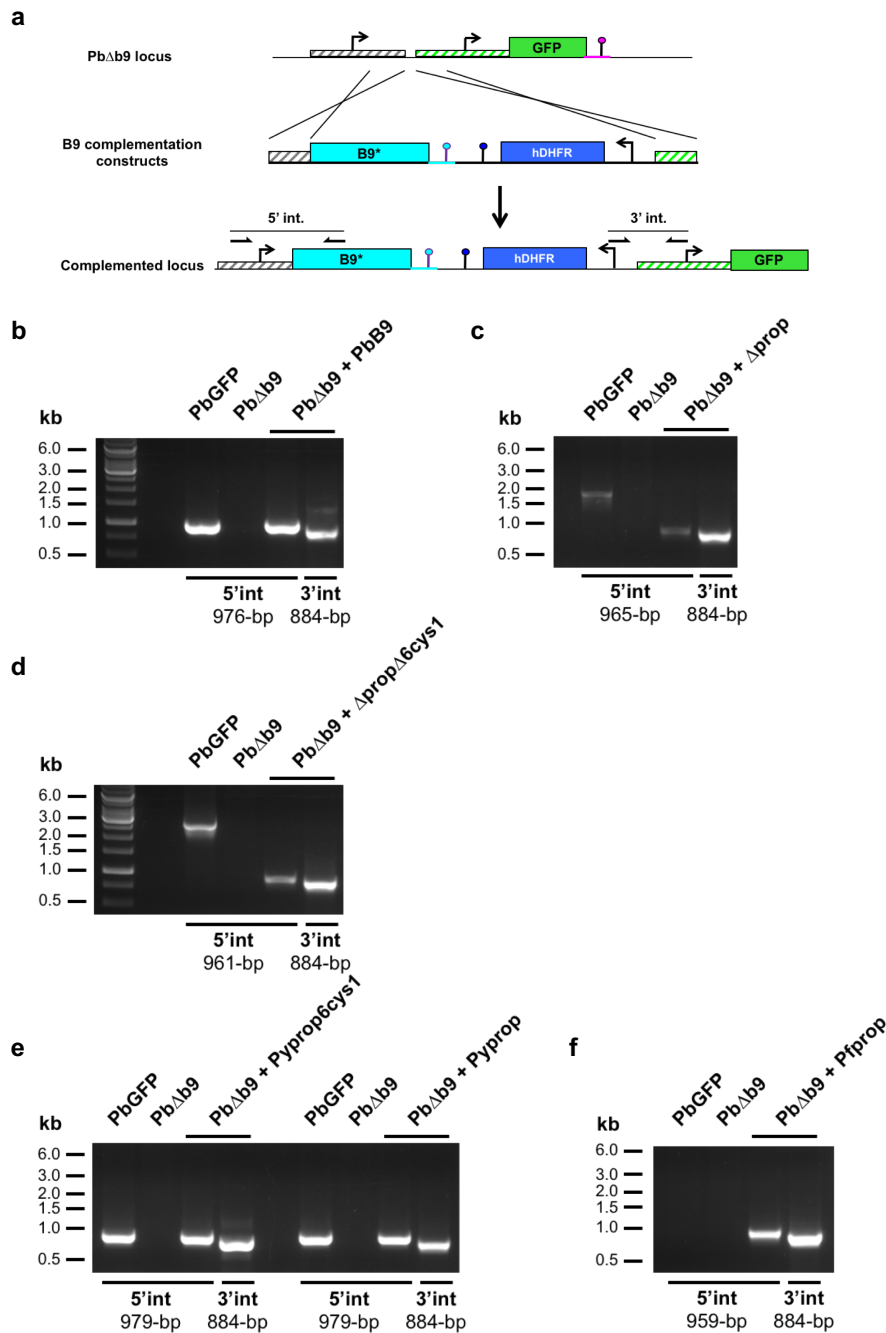 a
PbΔb9 locus
GFP
B9 complementation
constructs
B9*
hDHFR
5' int.
3' int.
Complemented locus
B9*
hDHFR
GFP
b
kb
PbGFP
PbΔb9
PbΔb9 + PbB9
6.0
3.0
2.0
1.5
1.0
0.5
5'int
976-bp
3'int
884-bp
c
kb
PbGFP
PbΔb9
PbΔb9 + Δprop
6.0
3.0
2.0
1.5
1.0
0.5
5'int
965-bp
3'int
884-bp
d
kb
PbGFP
PbΔb9
PbΔb9 + ΔpropΔ6cys1
6.0
3.0
2.0
1.5
1.0
0.5
5'int
961-bp
3'int
884-bp
e
kb
PbGFP
PbΔb9
PbΔb9 + Pyprop6cys1
PbGFP
PbΔb9
PbΔb9 + Pyprop
6.0
3.0
2.0
1.5
1.0
0.5
5'int
979-bp
3'int
884-bp
5'int
979-bp
3'int
884-bp
f
kb
PbGFP
PbΔb9
PbΔb9 + Pfprop
6.0
3.0
2.0
1.5
1.0
0.5
5'int
959-bp
3'int
884-bp